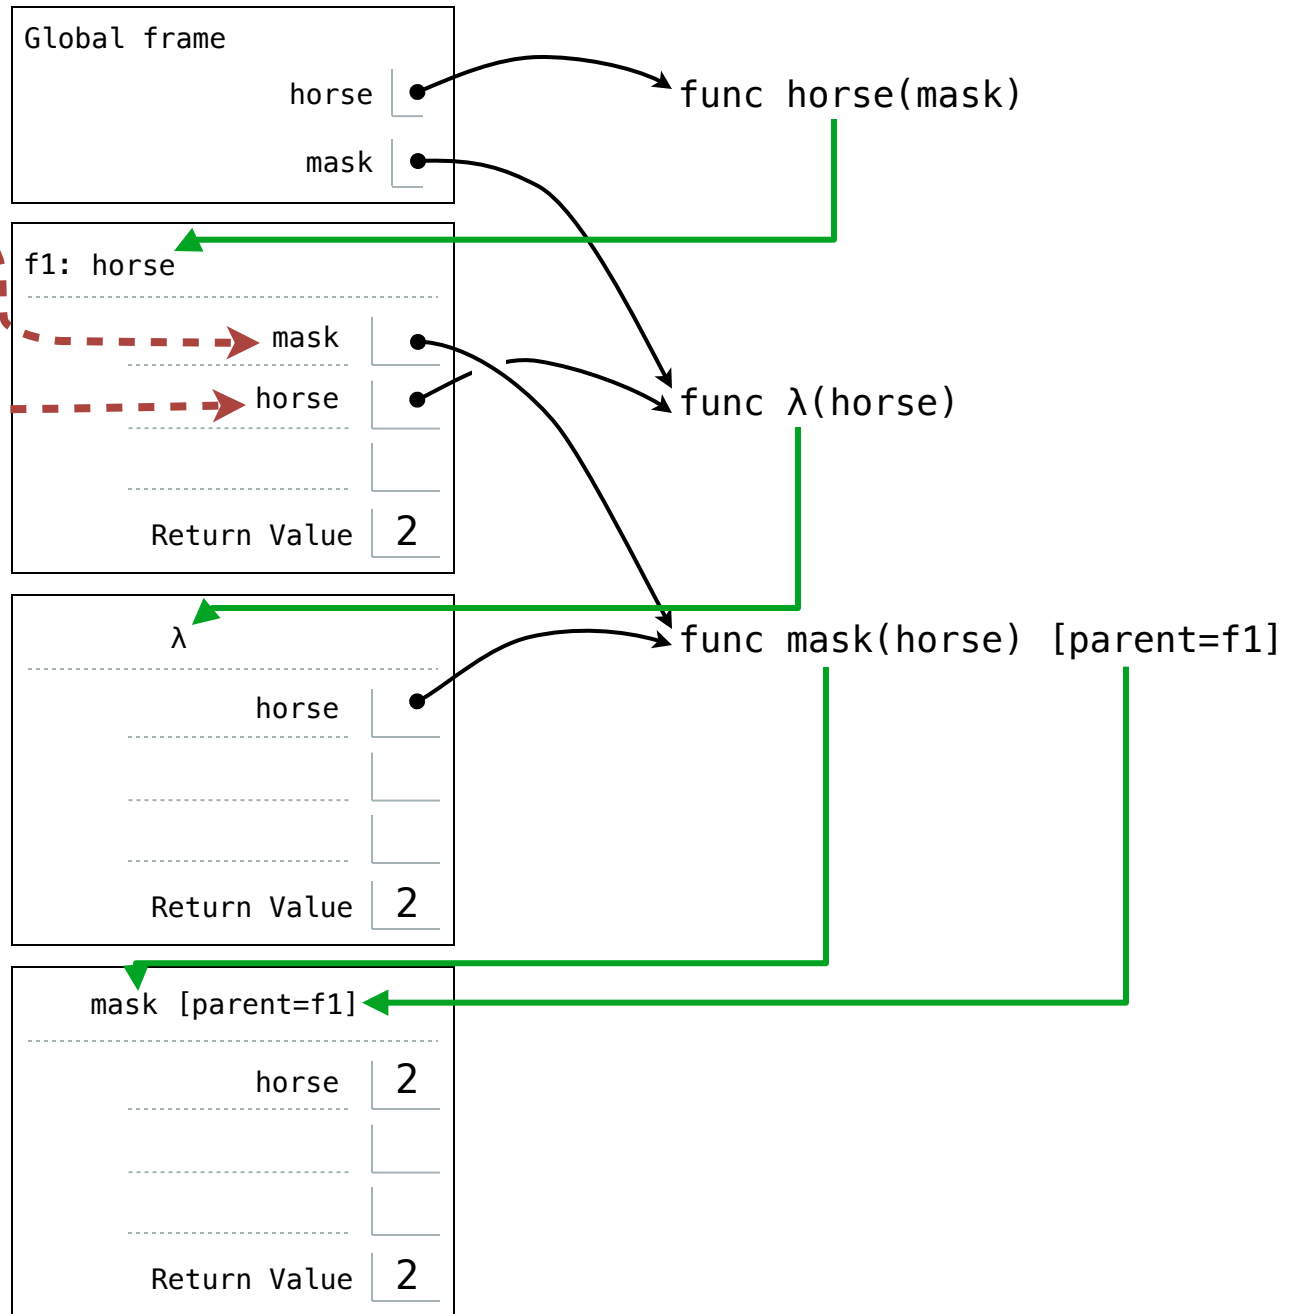 Global frame
horse
func horse(mask)
mask
f1: horse
mask
horse
func λ(horse)
Return Value 2
λ
func mask(horse) [parent=f1]
horse
Return Value 2
mask [parent=f1]
horse 2
Return Value 2